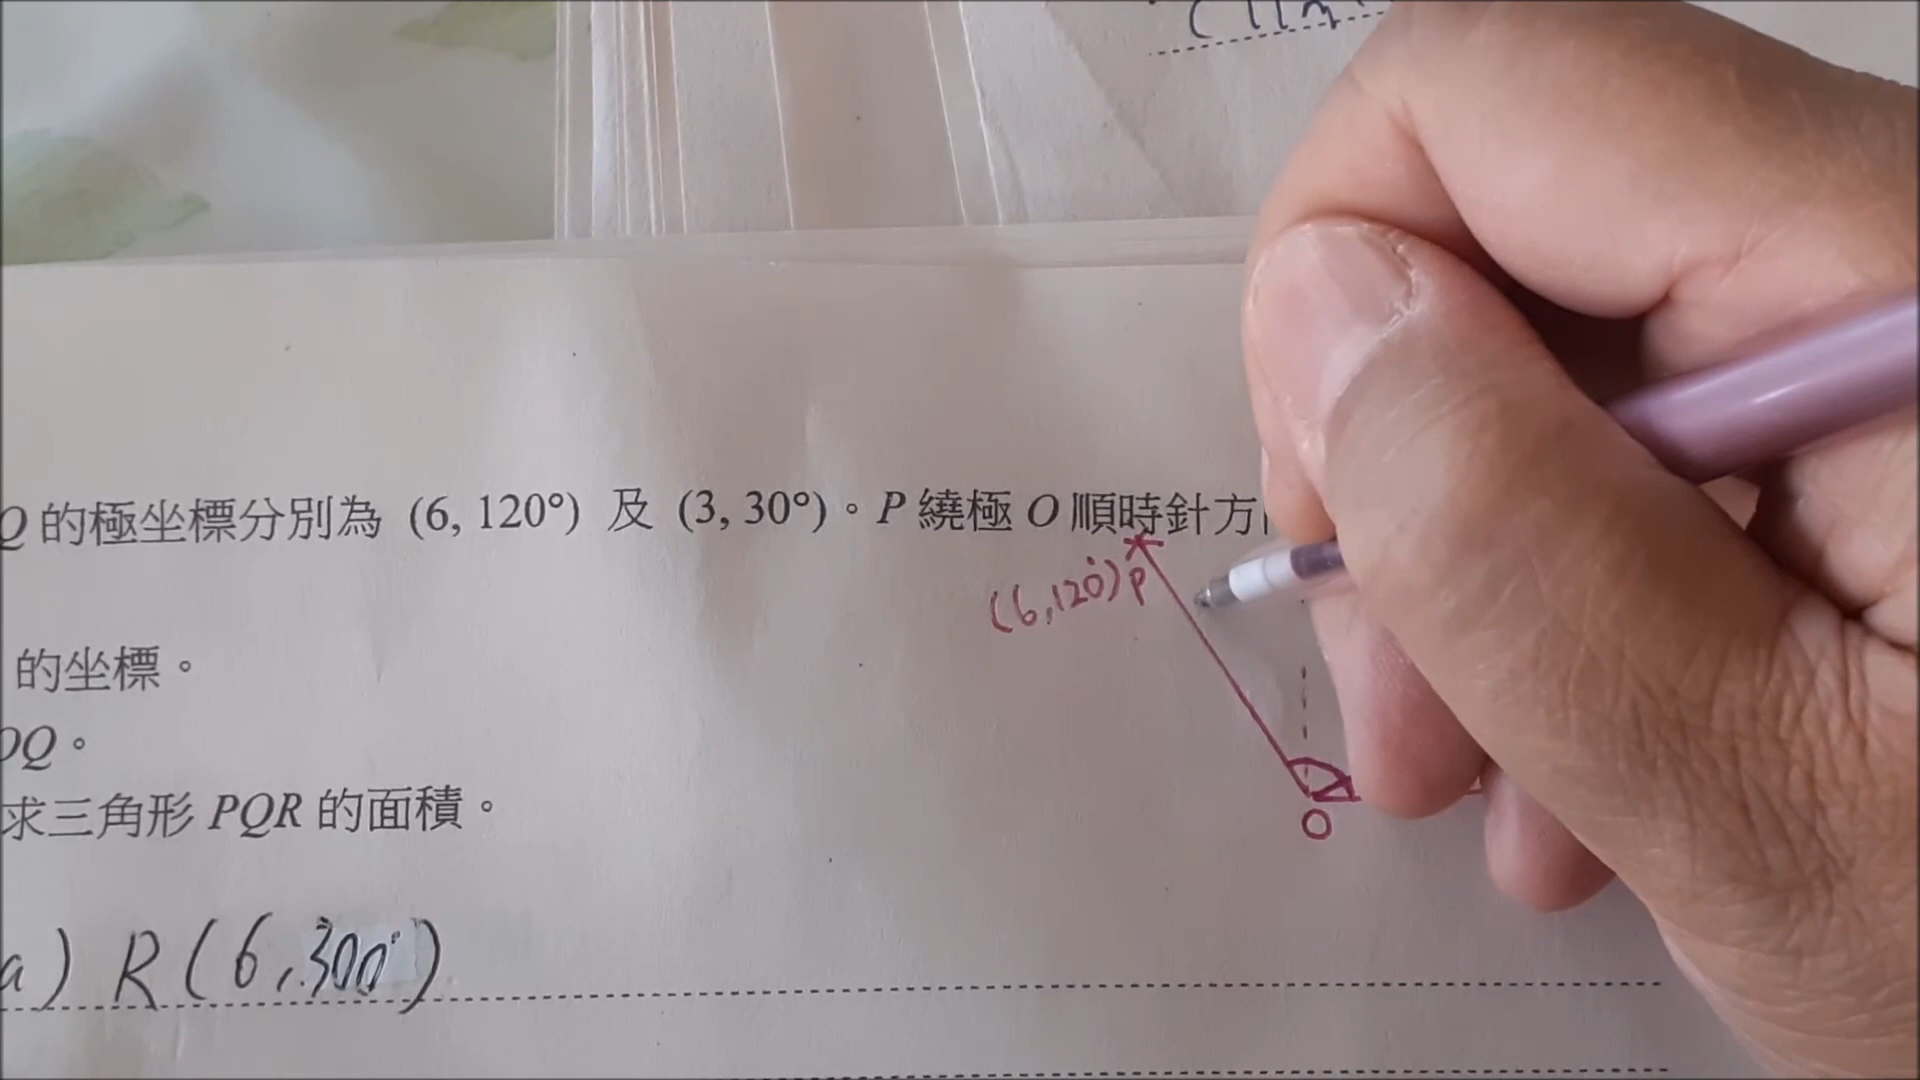 Q 的極坐標分別為 (6, 120°) 及 (3, 30°)。P 繞極 O 順時針方
(6,120°) P
的坐標。
OQ。
求三角形 PQR 的面積。
O
a) R(6,300°)